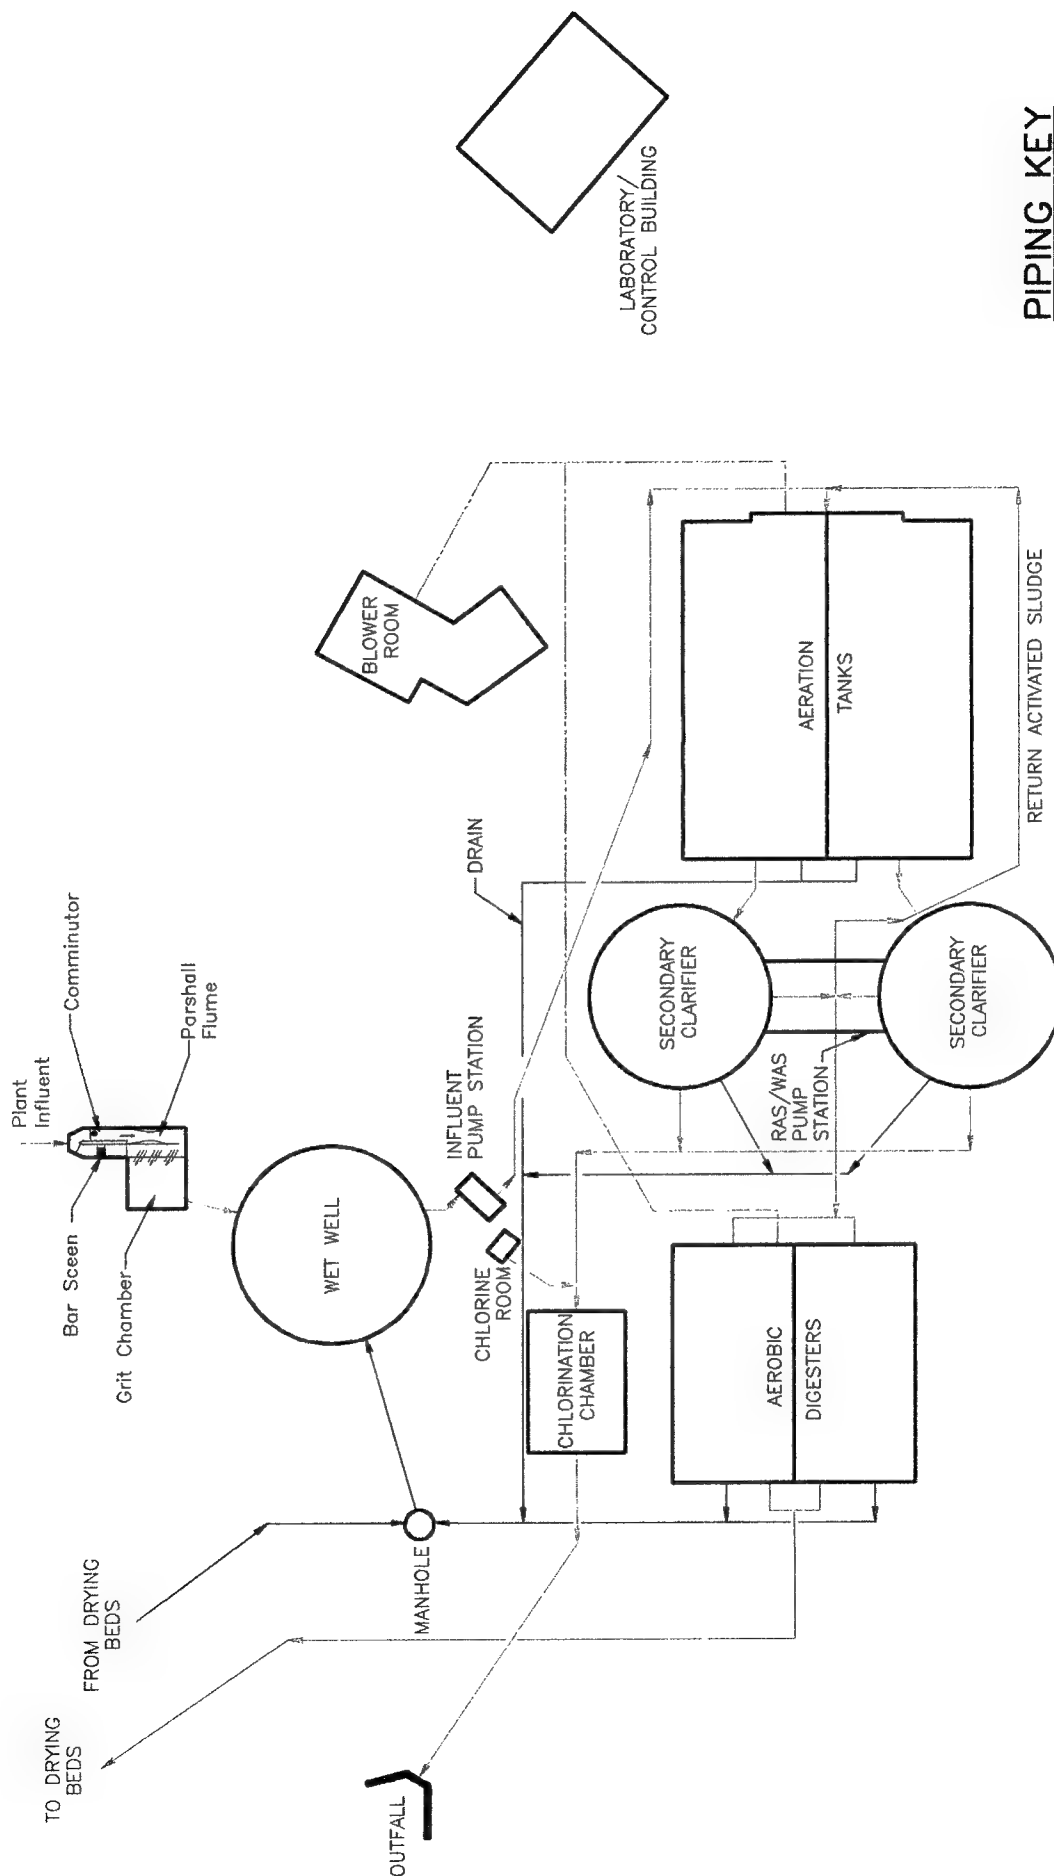 TO DRYING
BEDS
FROM DRYING
BEDS
OUTFALL
MANHOLE
Plant
Influent
Bar Sceen
Grit Chamber
Comminutor
Parshall
Flume
WET WELL
INFLUENT
PUMP STATION
CHLORINE
ROOM
CHLORINATION
CHAMBER
AEROBIC
DIGESTERS
DRAIN
SECONDARY
CLARIFIER
RAS/WAS
PUMP
STATION
SECONDARY
CLARIFIER
BLOWER
ROOM
AERATION
TANKS
RETURN ACTIVATED SLUDGE
LABORATORY/
CONTROL BUILDING
PIPING KEY